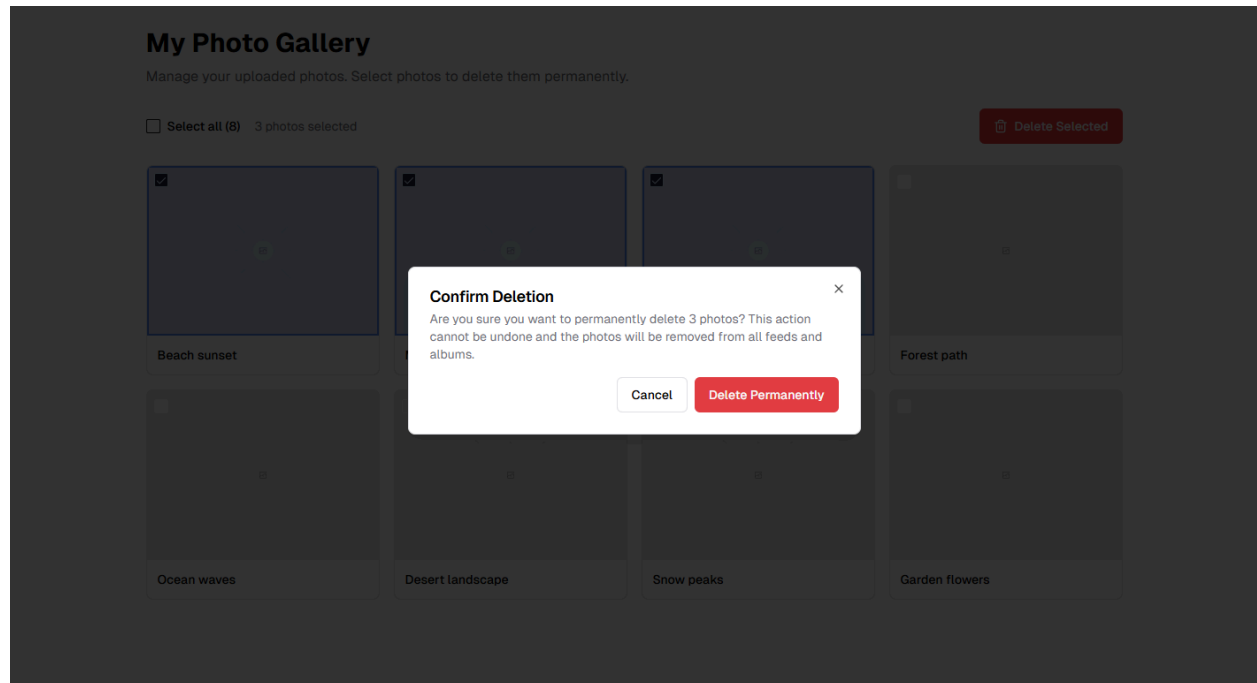 My Photo Gallery
Manage your uploaded photos. Select photos to delete them permanently.
Select all (8) 3 photos selected
Delete Selected
Confirm Deletion
Are you sure you want to permanently delete 3 photos? This action
cannot be undone and the photos will be removed from all feeds and
albums.
Cancel
Delete Permanently
Beach sunset
Forest path
Ocean waves
Desert landscape
Snow peaks
Garden flowers